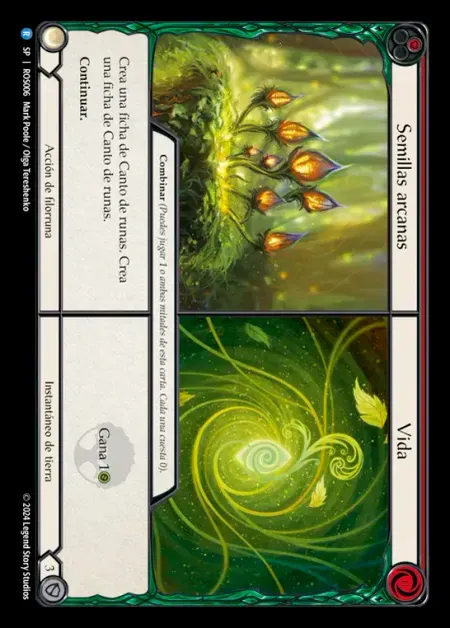 Semillas arcanas
Vida
Combinar (Puedes jugar 1 o ambas mitades de esta carta. Cada una cuesta 0).
Crea una ficha de Canto de runas. Crea
una ficha de Canto de runas.
Continuar.
Gana 1
Acción de filorruna
Instantáneo de tierra
3
R SP | ROS006 Mark Poole / Olga Tereshenko
© 2024 Legend Story Studios